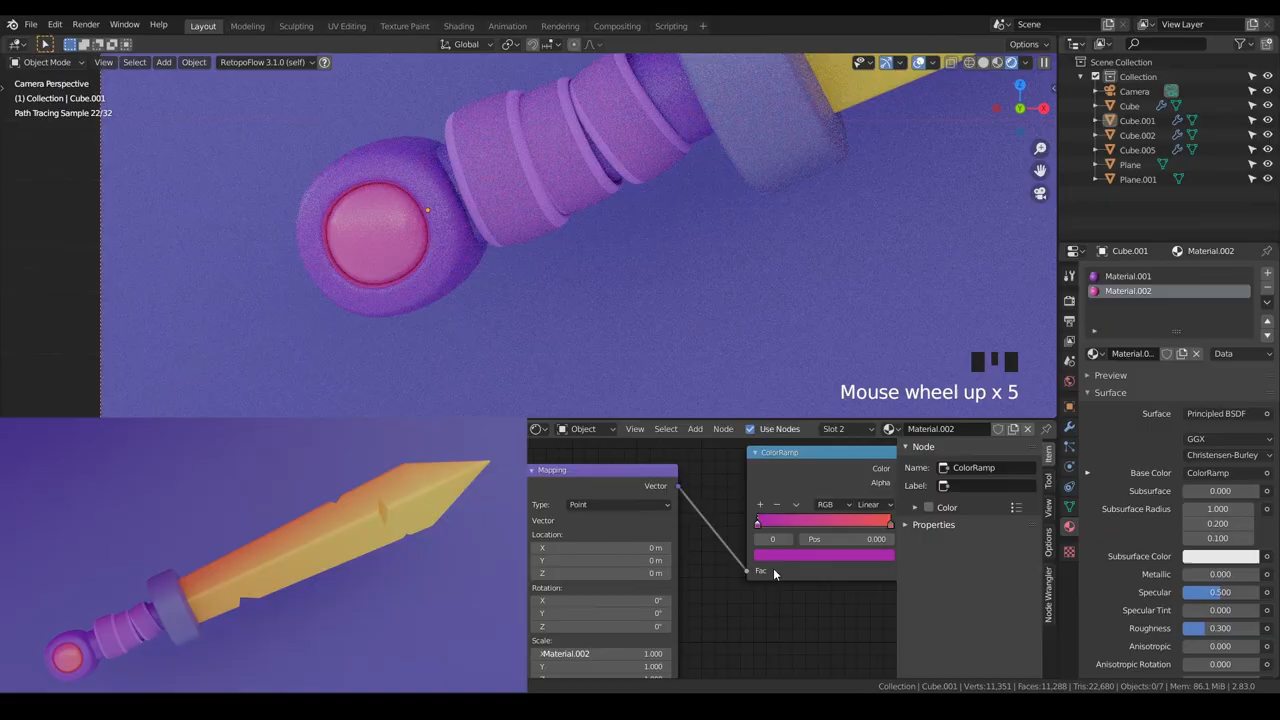 File Edit Render Window Help
Layout Modeling Sculpting UV Editing Texture Paint Shading Animation Rendering Compositing Scripting +
Scene
View Layer
Global
Options
Object Mode View Select Add Object RetopoFlow 3.1.0 (self) ?
Camera Perspective
(1) Collection | Cube.001
Path Tracing Sample 22/32
Z
X
Y
Mouse wheel up x 5
Scene Collection
Collection
Camera
Cube
Cube.001
Cube.002
Cube.005
Plane
Plane.001
Cube.001 Material.002
Material.001
Material.002
Material.0... Data
Preview
Surface
Surface Principled BSDF
GGX
Christensen-Burley
Base Color ColorRamp
Subsurface 0.000
Subsurface Radius 1.000
0.200
0.100
Subsurface Color
Metallic 0.000
Specular 0.500
Specular Tint 0.000
Roughness 0.300
Anisotropic 0.000
Anisotropic Rotation 0.000
Object View Select Add Node Use Nodes Slot 2 Material.002
Mapping
Vector
Type: Point
Vector
Location:
X 0 m
Y 0 m
Z 0 m
Rotation:
X 0°
Y 0°
Z 0°
Scale:
X 1.000
Y 1.000
Material.002
ColorRamp
Color
Alpha
+ − RGB Linear
0 Pos 0.000
Fac
Node
Name: ColorRamp
Label:
Color
Properties
Item
Tool
View
Options
Node Wrangler
Collection | Cube.001 | Verts:11,351 | Faces:11,288 | Tris:22,680 | Objects:0/7 | Mem: 86.1 MiB | 2.83.0